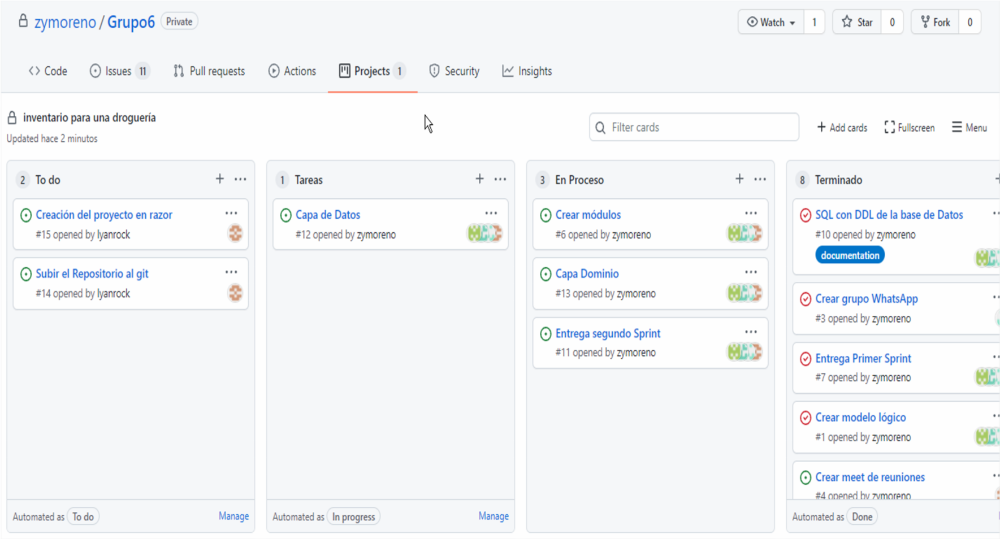 zymoreno / Grupo6 Private
Watch 1 Star 0 Fork 0
Code Issues 11 Pull requests Actions Projects 1 Security Insights
inventario para una droguería
Updated hace 2 minutos
Filter cards
+ Add cards Fullscreen Menu
2 To do + ...
Creación del proyecto en razor ...
#15 opened by lyanrock
Subir el Repositorio al git ...
#14 opened by lyanrock
Automated as To do Manage
1 Tareas + ...
Capa de Datos ...
#12 opened by zymoreno
Automated as In progress Manage
3 En Proceso + ...
Crear módulos ...
#6 opened by zymoreno
Capa Dominio ...
#13 opened by zymoreno
Entrega segundo Sprint ...
#11 opened by zymoreno
8 Terminado +
SQL con DDL de la base de Datos
#10 opened by zymoreno
documentation
Crear grupo WhatsApp
#3 opened by zymoreno
Entrega Primer Sprint
#7 opened by zymoreno
Crear modelo lógico
#1 opened by zymoreno
Crear meet de reuniones
#4 opened by zymoreno
Automated as Done